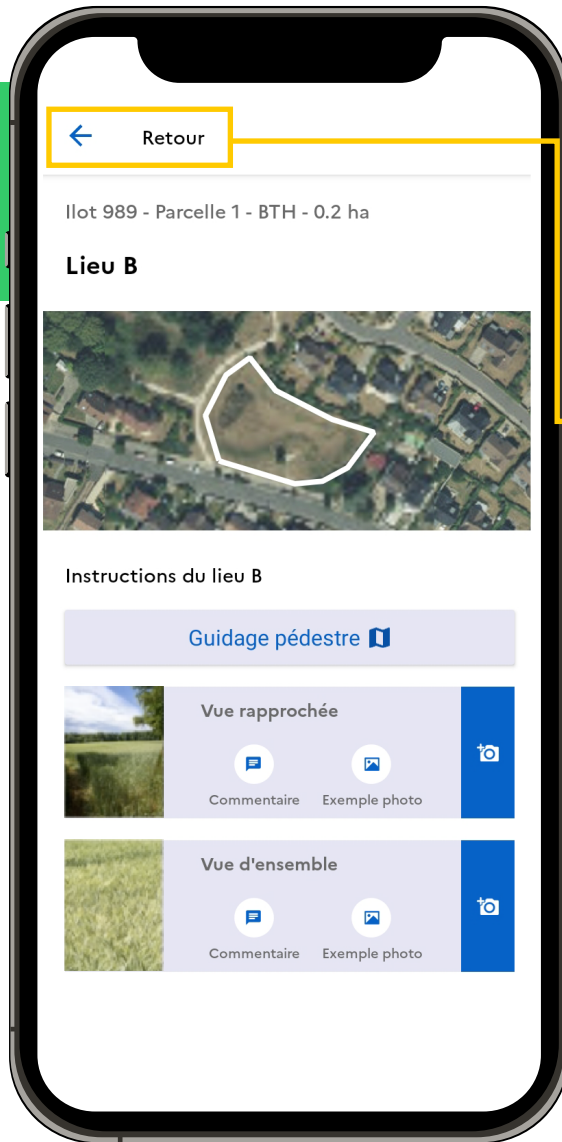 Retour
Ilot 989 - Parcelle 1 - BTH - 0.2 ha
Lieu B
Instructions du lieu B
Guidage pédestre
Vue rapprochée
Commentaire Exemple photo
Vue d'ensemble
Commentaire Exemple photo